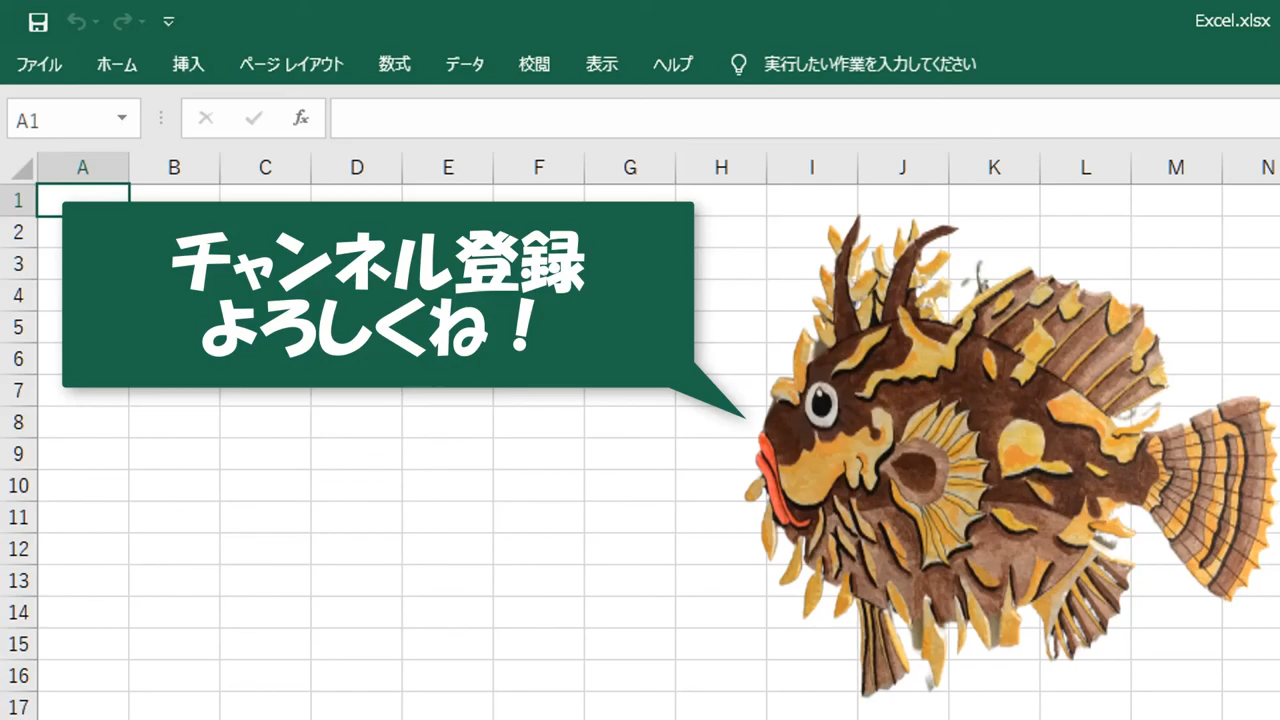 Excel.xlsx
ファイル ホーム 挿入 ページ レイアウト 数式 データ 校閲 表示 ヘルプ 実行したい作業を入力してください
A1 fx
A B C D E F G H I J K L M N
1
2
3
4
5
6
7
8
9
10
11
12
13
14
15
16
17
チャンネル登録
よろしくね！